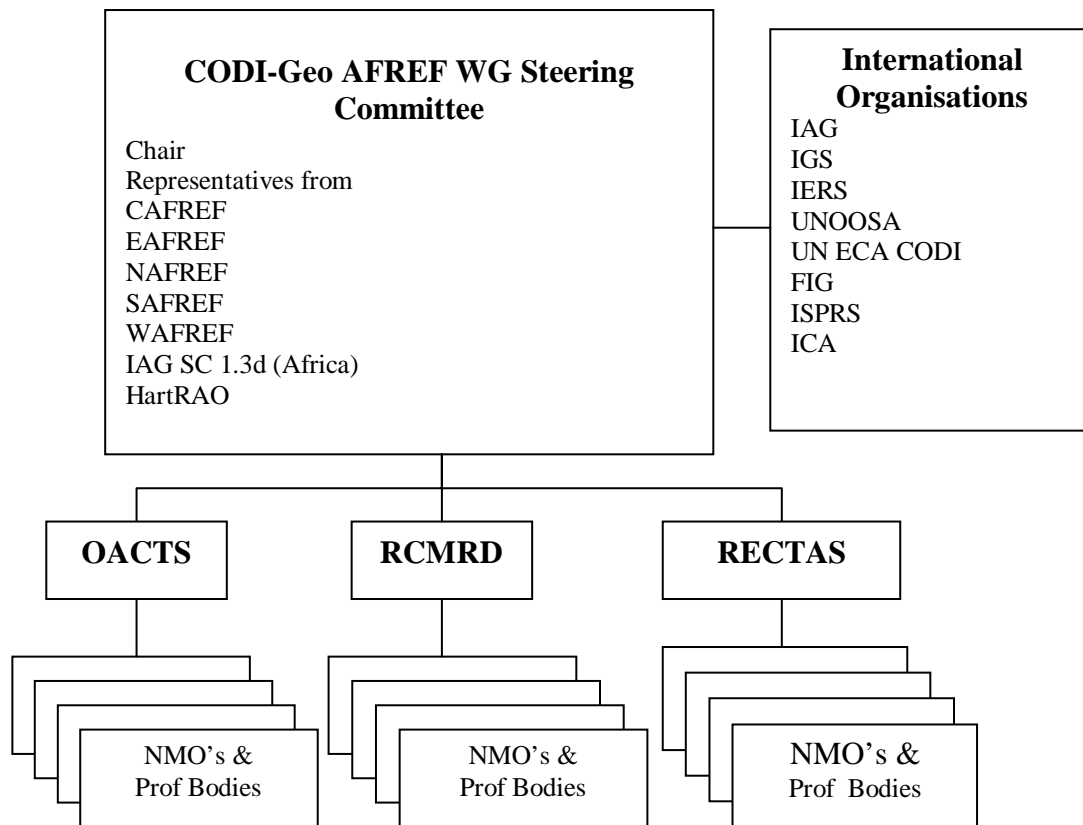 CODI-Geo AFREF WG Steering
Committee
Chair
Representatives from
CAFREF
EAFREF
NAFREF
SAFREF
WAFREF
IAG SC 1.3d (Africa)
HartRAO
International
Organisations
IAG
IGS
IERS
UNOOSA
UN ECA CODI
FIG
ISPRS
ICA
OACTS
RCMRD
RECTAS
NMO's &
Prof Bodies
NMO's &
Prof Bodies
NMO's &
Prof  Bodies